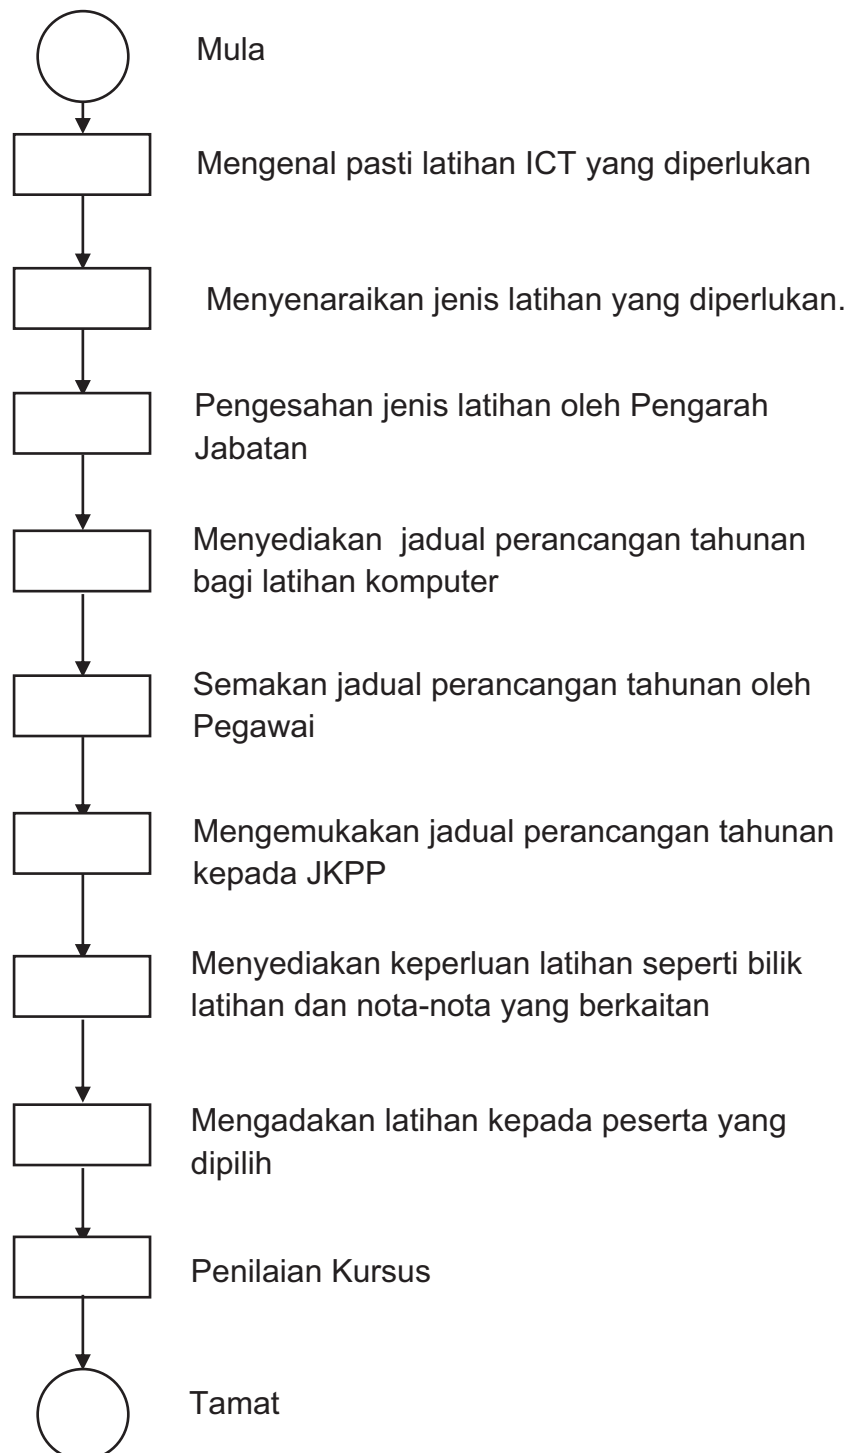 Mula
Mengenal pasti latihan ICT yang diperlukan
Menyenaraikan jenis latihan yang diperlukan.
Pengesahan jenis latihan oleh Pengarah
Jabatan
Menyediakan  jadual perancangan tahunan
bagi latihan komputer
Semakan jadual perancangan tahunan oleh
Pegawai
Mengemukakan jadual perancangan tahunan
kepada JKPP
Menyediakan keperluan latihan seperti bilik
latihan dan nota-nota yang berkaitan
Mengadakan latihan kepada peserta yang
dipilih
Penilaian Kursus
Tamat